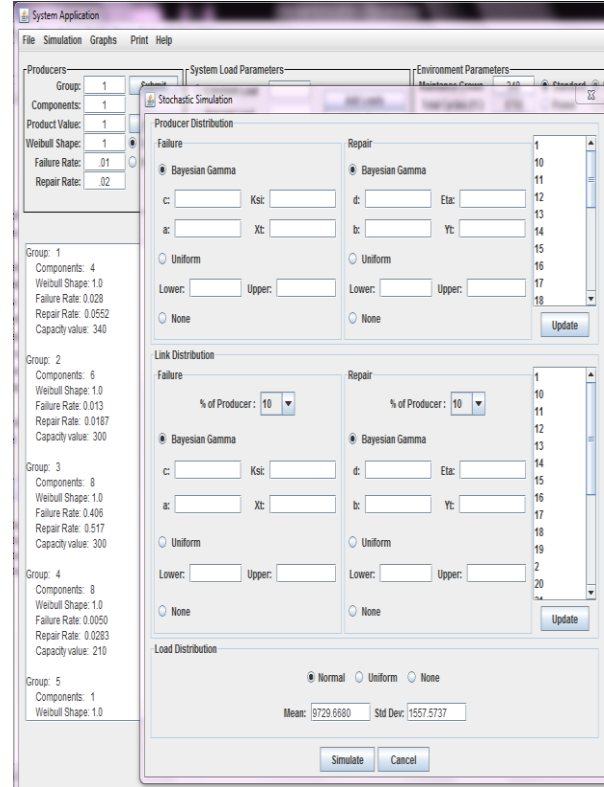 System Application
File Simulation Graphs Print Help
Producers
Group: 1 Submit
Components: 1
Product Value: 1
Weibull Shape: 1
Failure Rate: .01
Repair Rate: .02
System Load Parameters
Environment Parameters
Maintance Crews 240 Standard
Group: 1
Components: 4
Weibull Shape: 1.0
Failure Rate: 0.028
Repair Rate: 0.0552
Capacity value: 340
Group: 2
Components: 6
Weibull Shape: 1.0
Failure Rate: 0.013
Repair Rate: 0.0187
Capacity value: 300
Group: 3
Components: 8
Weibull Shape: 1.0
Failure Rate: 0.406
Repair Rate: 0.517
Capacity value: 300
Group: 4
Components: 8
Weibull Shape: 1.0
Failure Rate: 0.0050
Repair Rate: 0.0283
Capacity value: 210
Group: 5
Components: 1
Weibull Shape: 1.0
Stochastic Simulation
Producer Distribution
Failure
Bayesian Gamma
c: Ksi:
a: Xt:
Uniform
Lower: Upper:
None
Repair
Bayesian Gamma
d: Eta:
b: Yt:
Uniform
Lower: Upper:
None
1
10
11
12
13
14
15
16
17
18
Update
Link Distribution
Failure
% of Producer : 10
Bayesian Gamma
c: Ksi:
a: Xt:
Uniform
Lower: Upper:
None
Repair
% of Producer : 10
Bayesian Gamma
d: Eta:
b: Yt:
Uniform
Lower: Upper:
None
1
10
11
12
13
14
15
16
17
18
19
2
20
21
Update
Load Distribution
Normal Uniform None
Mean: 9729.6680 Std Dev: 1557.5737
Simulate Cancel